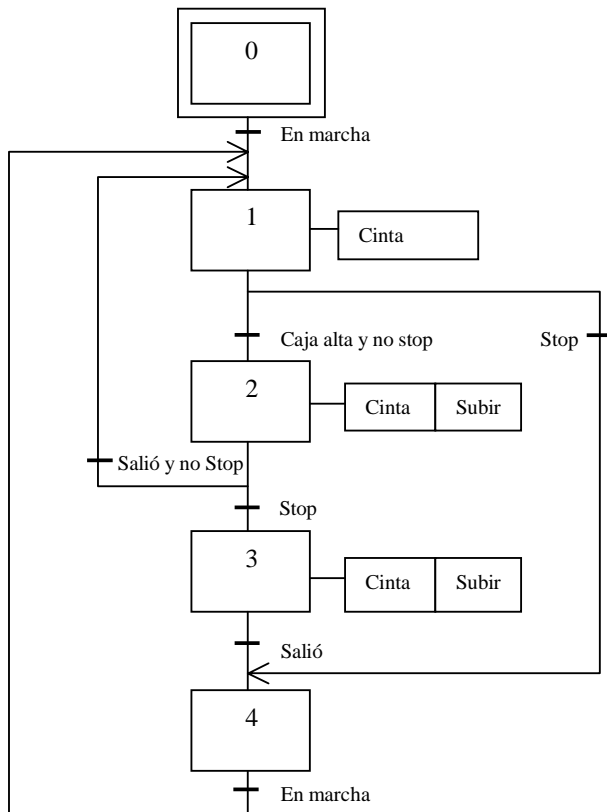 0
En marcha
1
Cinta
Caja alta y no stop
Stop
2
Cinta
Subir
Salió y no Stop
Stop
3
Cinta
Subir
Salió
4
En marcha